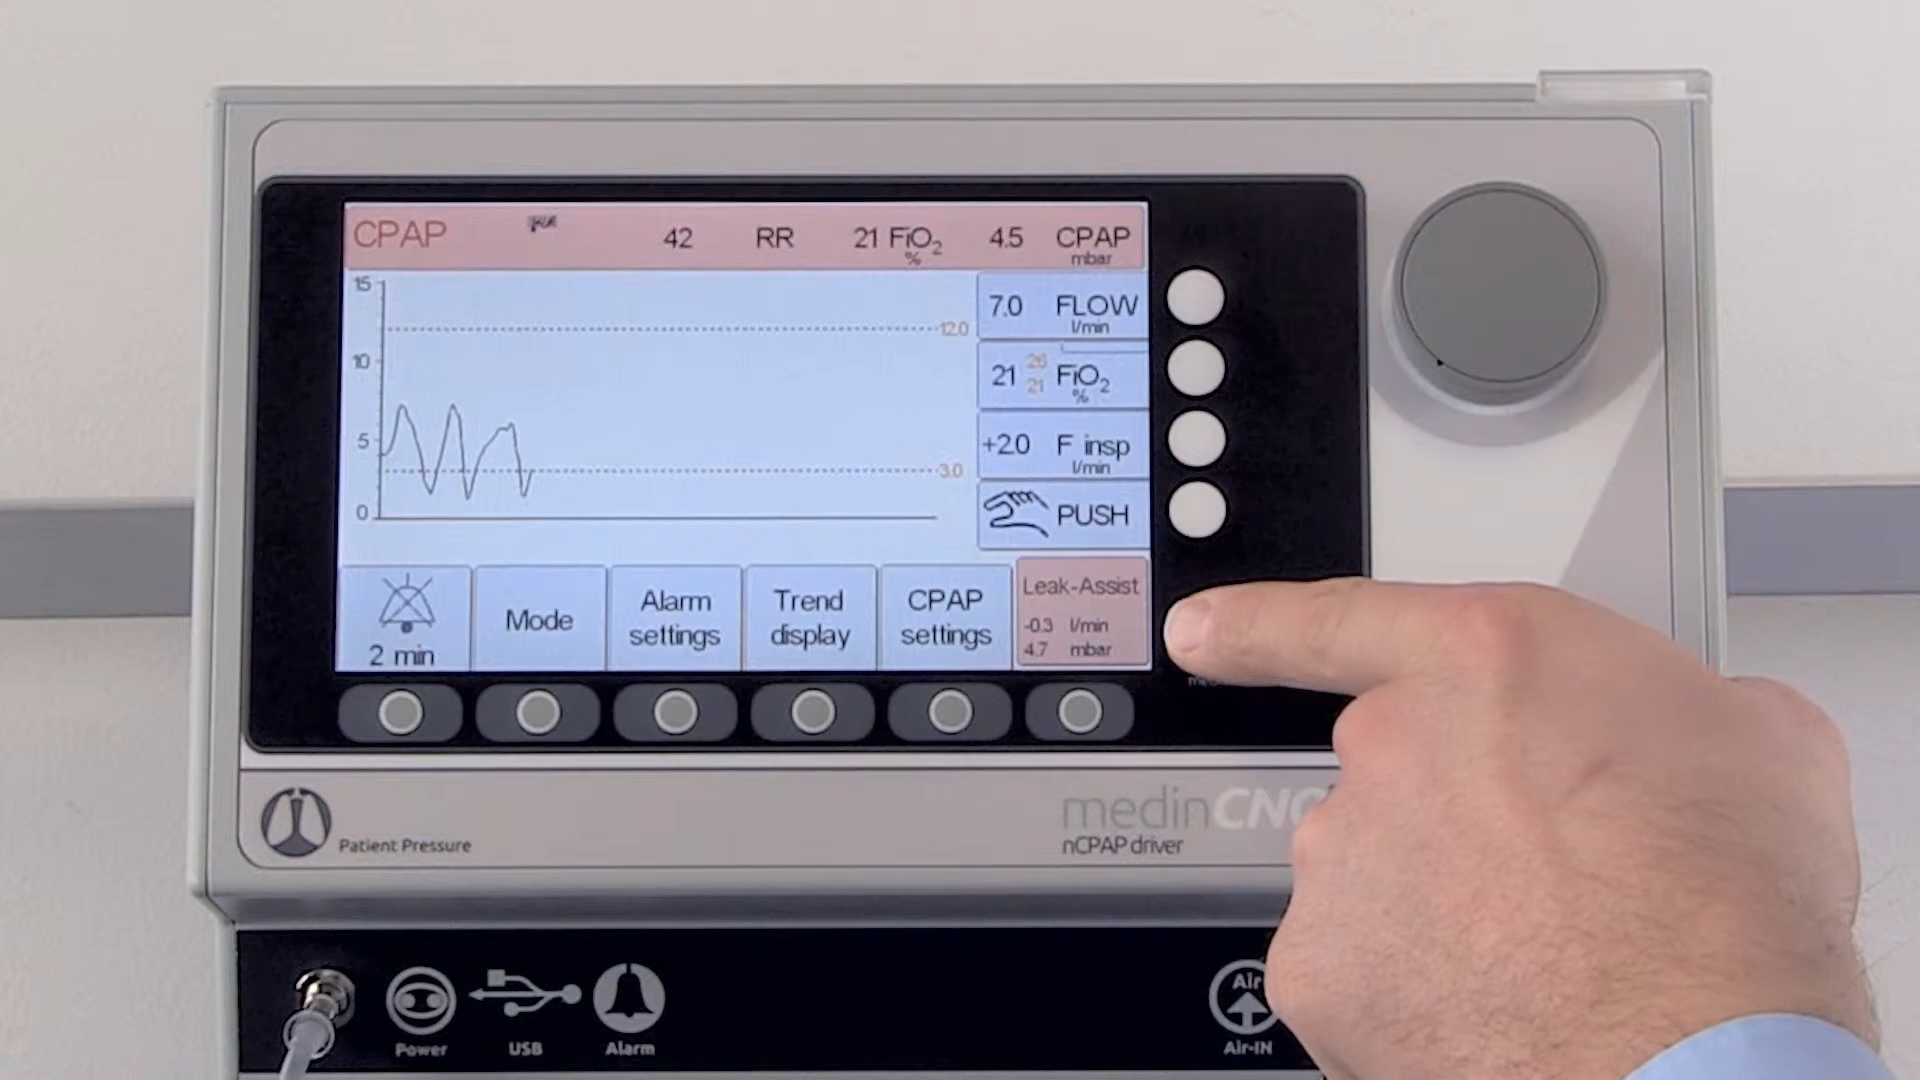 CPAP 42 RR 21 FiO2 % 4.5 CPAP mbar
15
10
5
0
12.0
3.0
7.0 FLOW l/min
21 26 21 FiO2 %
+2.0 F insp l/min
PUSH
2 min
Mode
Alarm settings
Trend display
CPAP settings
Leak-Assist
-0.3 l/min
4.7 mbar
medinCNO
nCPAP driver
Patient Pressure
Power
USB
Alarm
Air
Air-IN